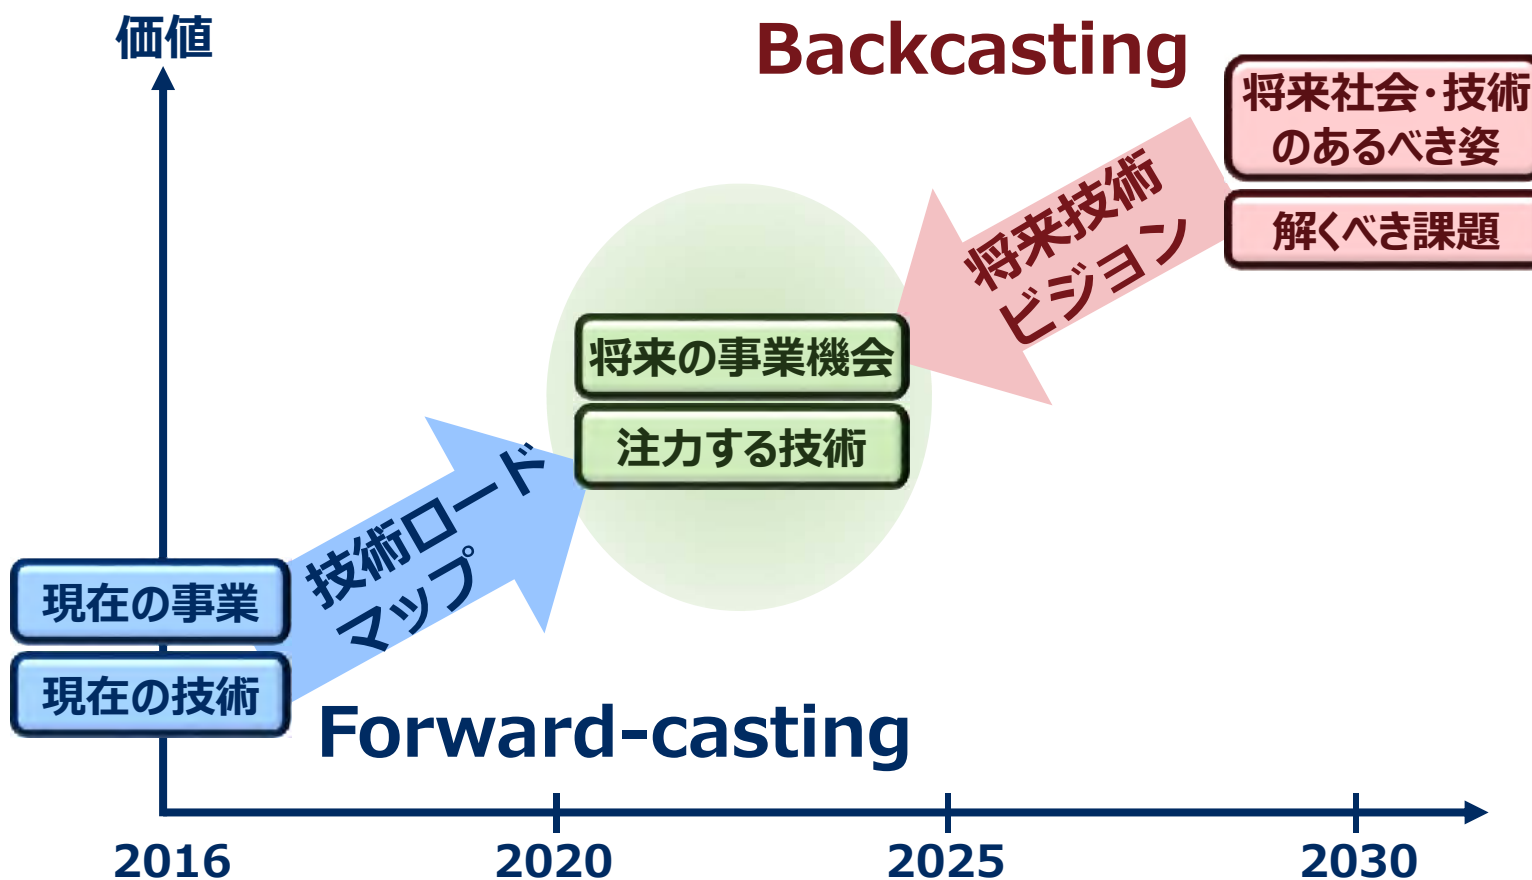 価値
Backcasting
将来社会・技術
のあるべき姿
解くべき課題
将来技術
ビジョン
将来の事業機会
注力する技術
技術ロード
マップ
現在の事業
現在の技術
Forward-casting
2016
2020
2025
2030